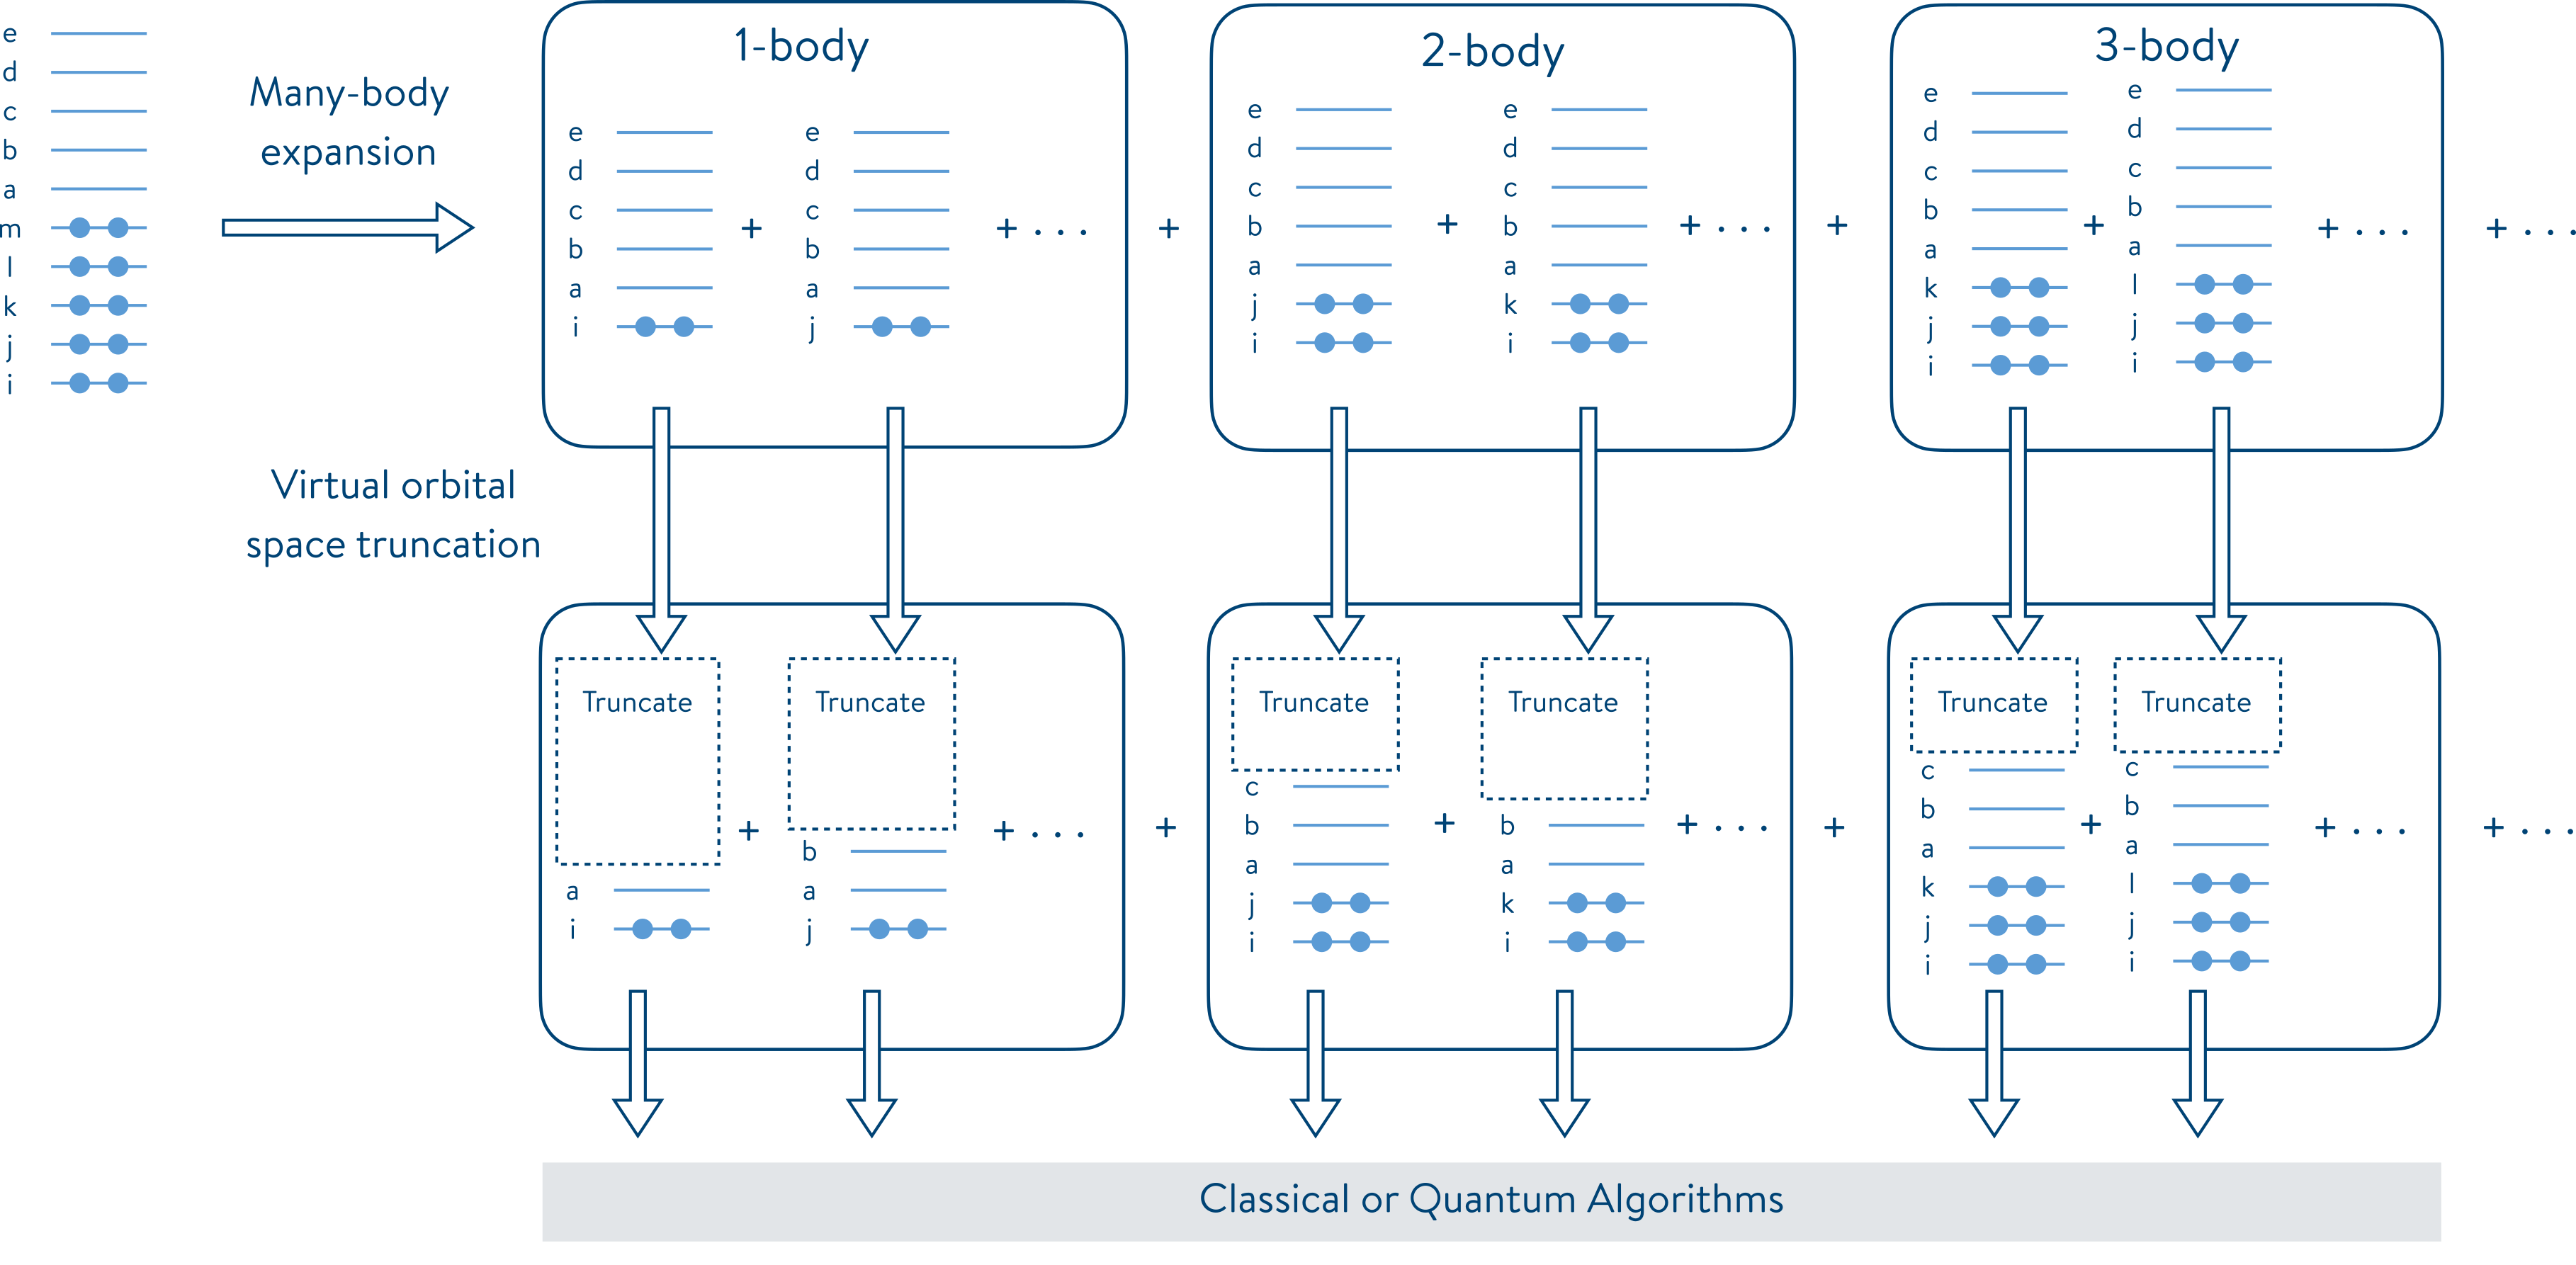 e
d
c
b
a
m
l
k
j
i
Many-body
expansion
1-body
e
d
c
b
a
i
+
e
d
c
b
a
j
+ . . .
+
2-body
e
d
c
b
a
j
i
+
e
d
c
b
a
k
i
+ . . .
+
3-body
e
d
c
b
a
k
j
i
+
e
d
c
b
a
l
j
i
+ . . .
+ . . .
Virtual orbital
space truncation
Truncate
a
i
+
Truncate
b
a
j
+ . . .
+
Truncate
c
b
a
j
i
+
Truncate
b
a
k
i
+ . . .
+
Truncate
c
b
a
k
j
i
+
Truncate
c
b
a
l
j
i
+ . . .
+ . . .
Classical or Quantum Algorithms